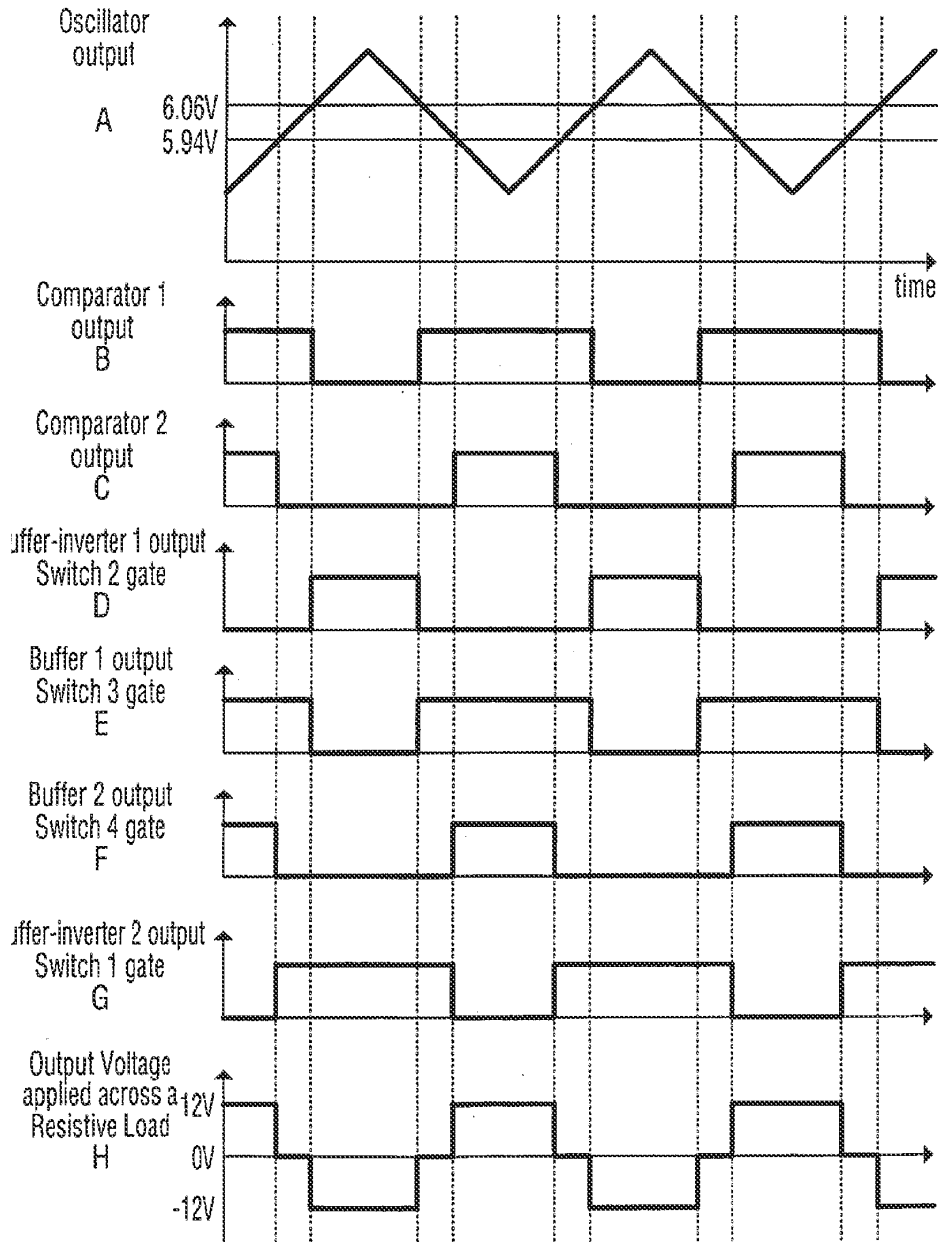 Oscillator
output
A
6.06V
5.94V
time
Comparator 1
output
B
Comparator 2
output
C
uffer-inverter 1 output
Switch 2 gate
D
Buffer 1 output
Switch 3 gate
E
Buffer 2 output
Switch 4 gate
F
uffer-inverter 2 output
Switch 1 gate
G
Output Voltage
applied across a
Resistive Load
H
12V
0V
-12V